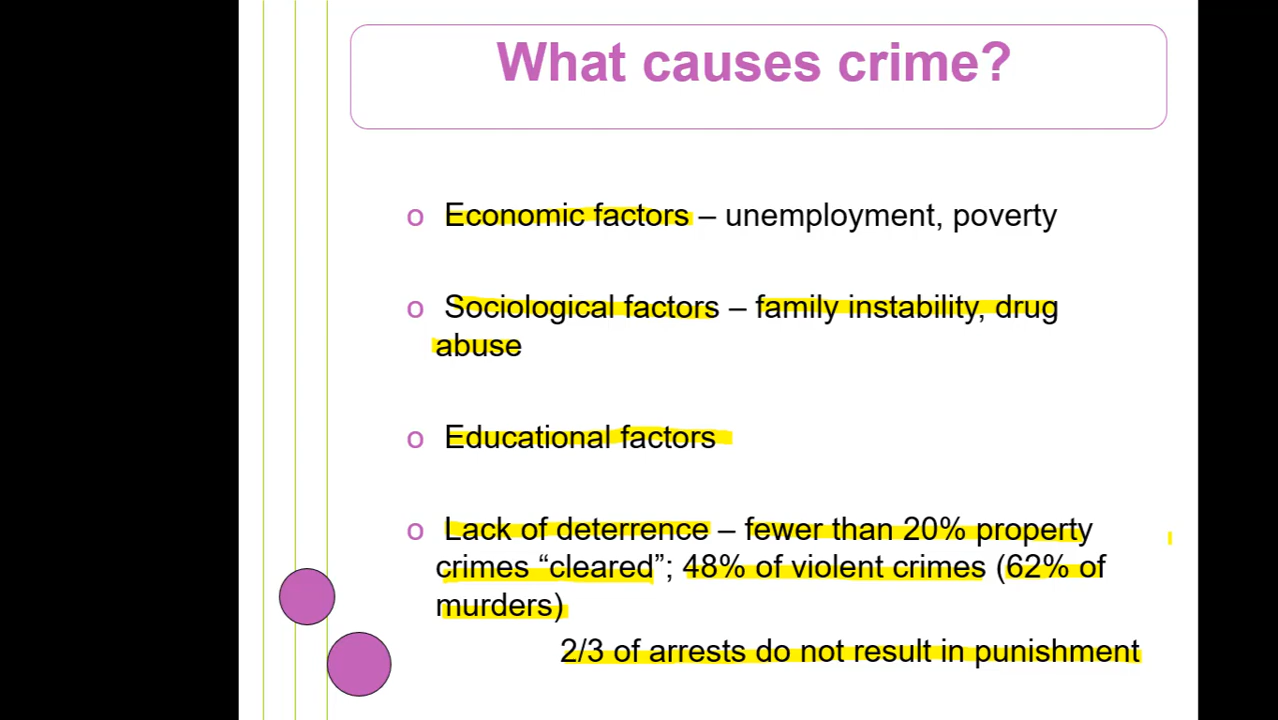 What causes crime?
o Economic factors – unemployment, poverty
o Sociological factors – family instability, drug
abuse
o Educational factors
o Lack of deterrence – fewer than 20% property
crimes “cleared”; 48% of violent crimes (62% of
murders)
2/3 of arrests do not result in punishment